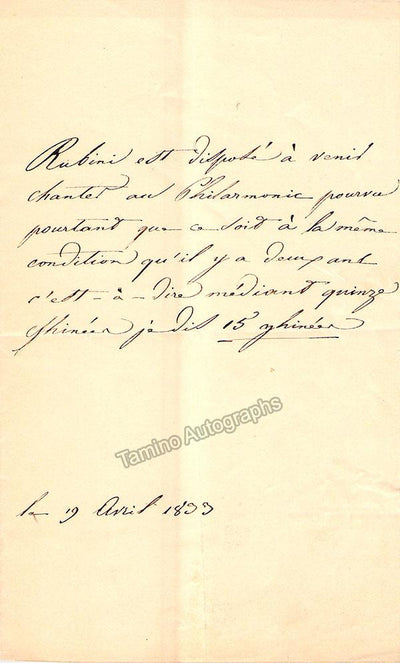 Rubini est disposé à venir
chanter au Philarmonic pourvu
pourtant que ce soit à la même
condition qu'il y a deux ans
c'est-à-dire médiant quinze
Ghinées je dis 15 ghinées
Tamino Autographs
le 19 Avril 1833